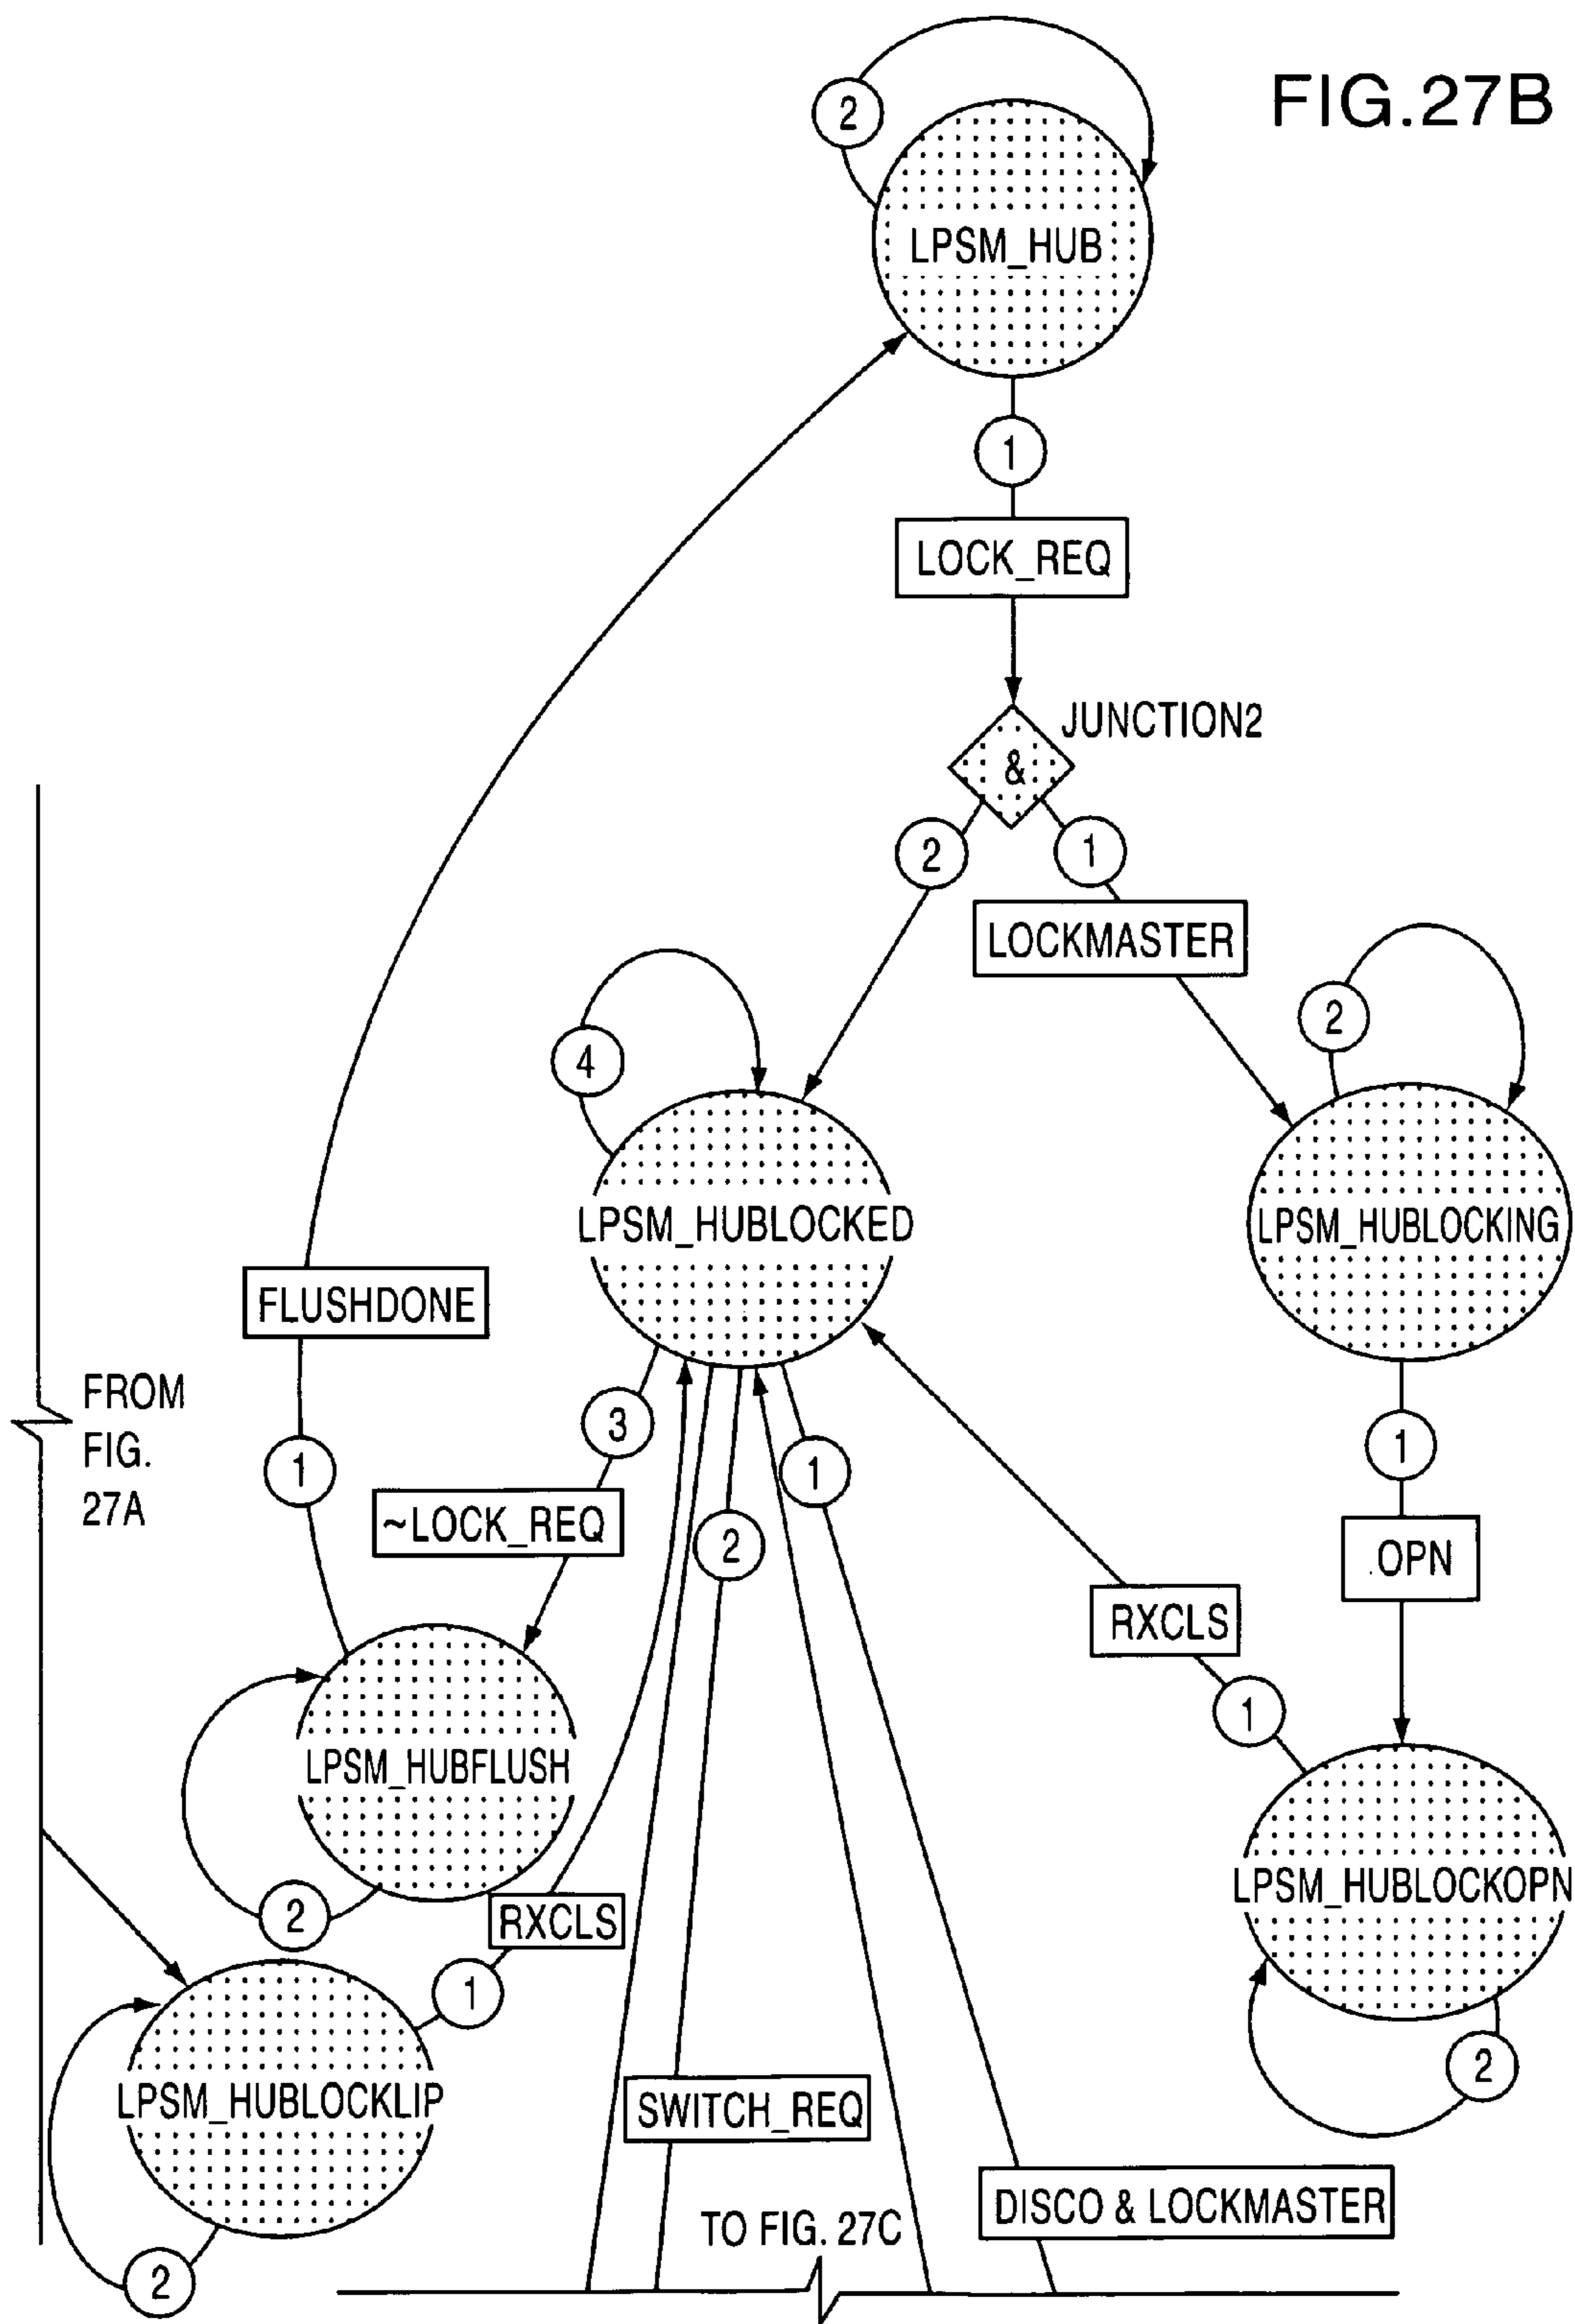 FIG.27B
2
LPSM_HUB
1
LOCK_REQ
JUNCTION2
&
2
1
LOCKMASTER
4
2
LPSM_HUBLOCKED
LPSM_HUBLOCKING
FLUSHDONE
FROM
FIG.
27A
3
1
1
1
~LOCK_REQ
2
.OPN
RXCLS
1
LPSM_HUBFLUSH
LPSM_HUBLOCKOPN
2
RXCLS
1
2
LPSM_HUBLOCKLIP
SWITCH_REQ
DISCO & LOCKMASTER
TO FIG. 27C
2